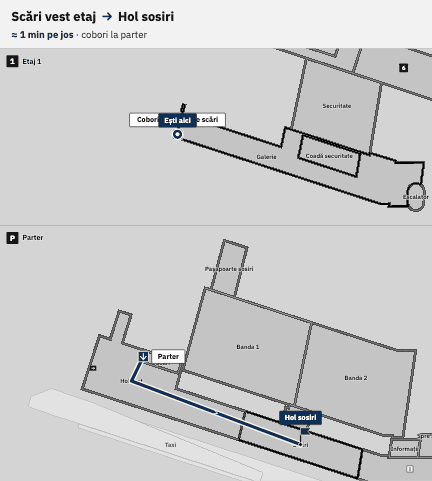 Scări vest etaj → Hol sosiri
≈ 1 min pe jos · cobori la parter
1 Etaj 1
6
Securitate
Ești aici
scări
Galerie
Coadă securitate
Escalator
P Parter
Pașapoarte sosiri
Banda 1
Parter
Banda 2
Hol sosiri
Taxi
Informații